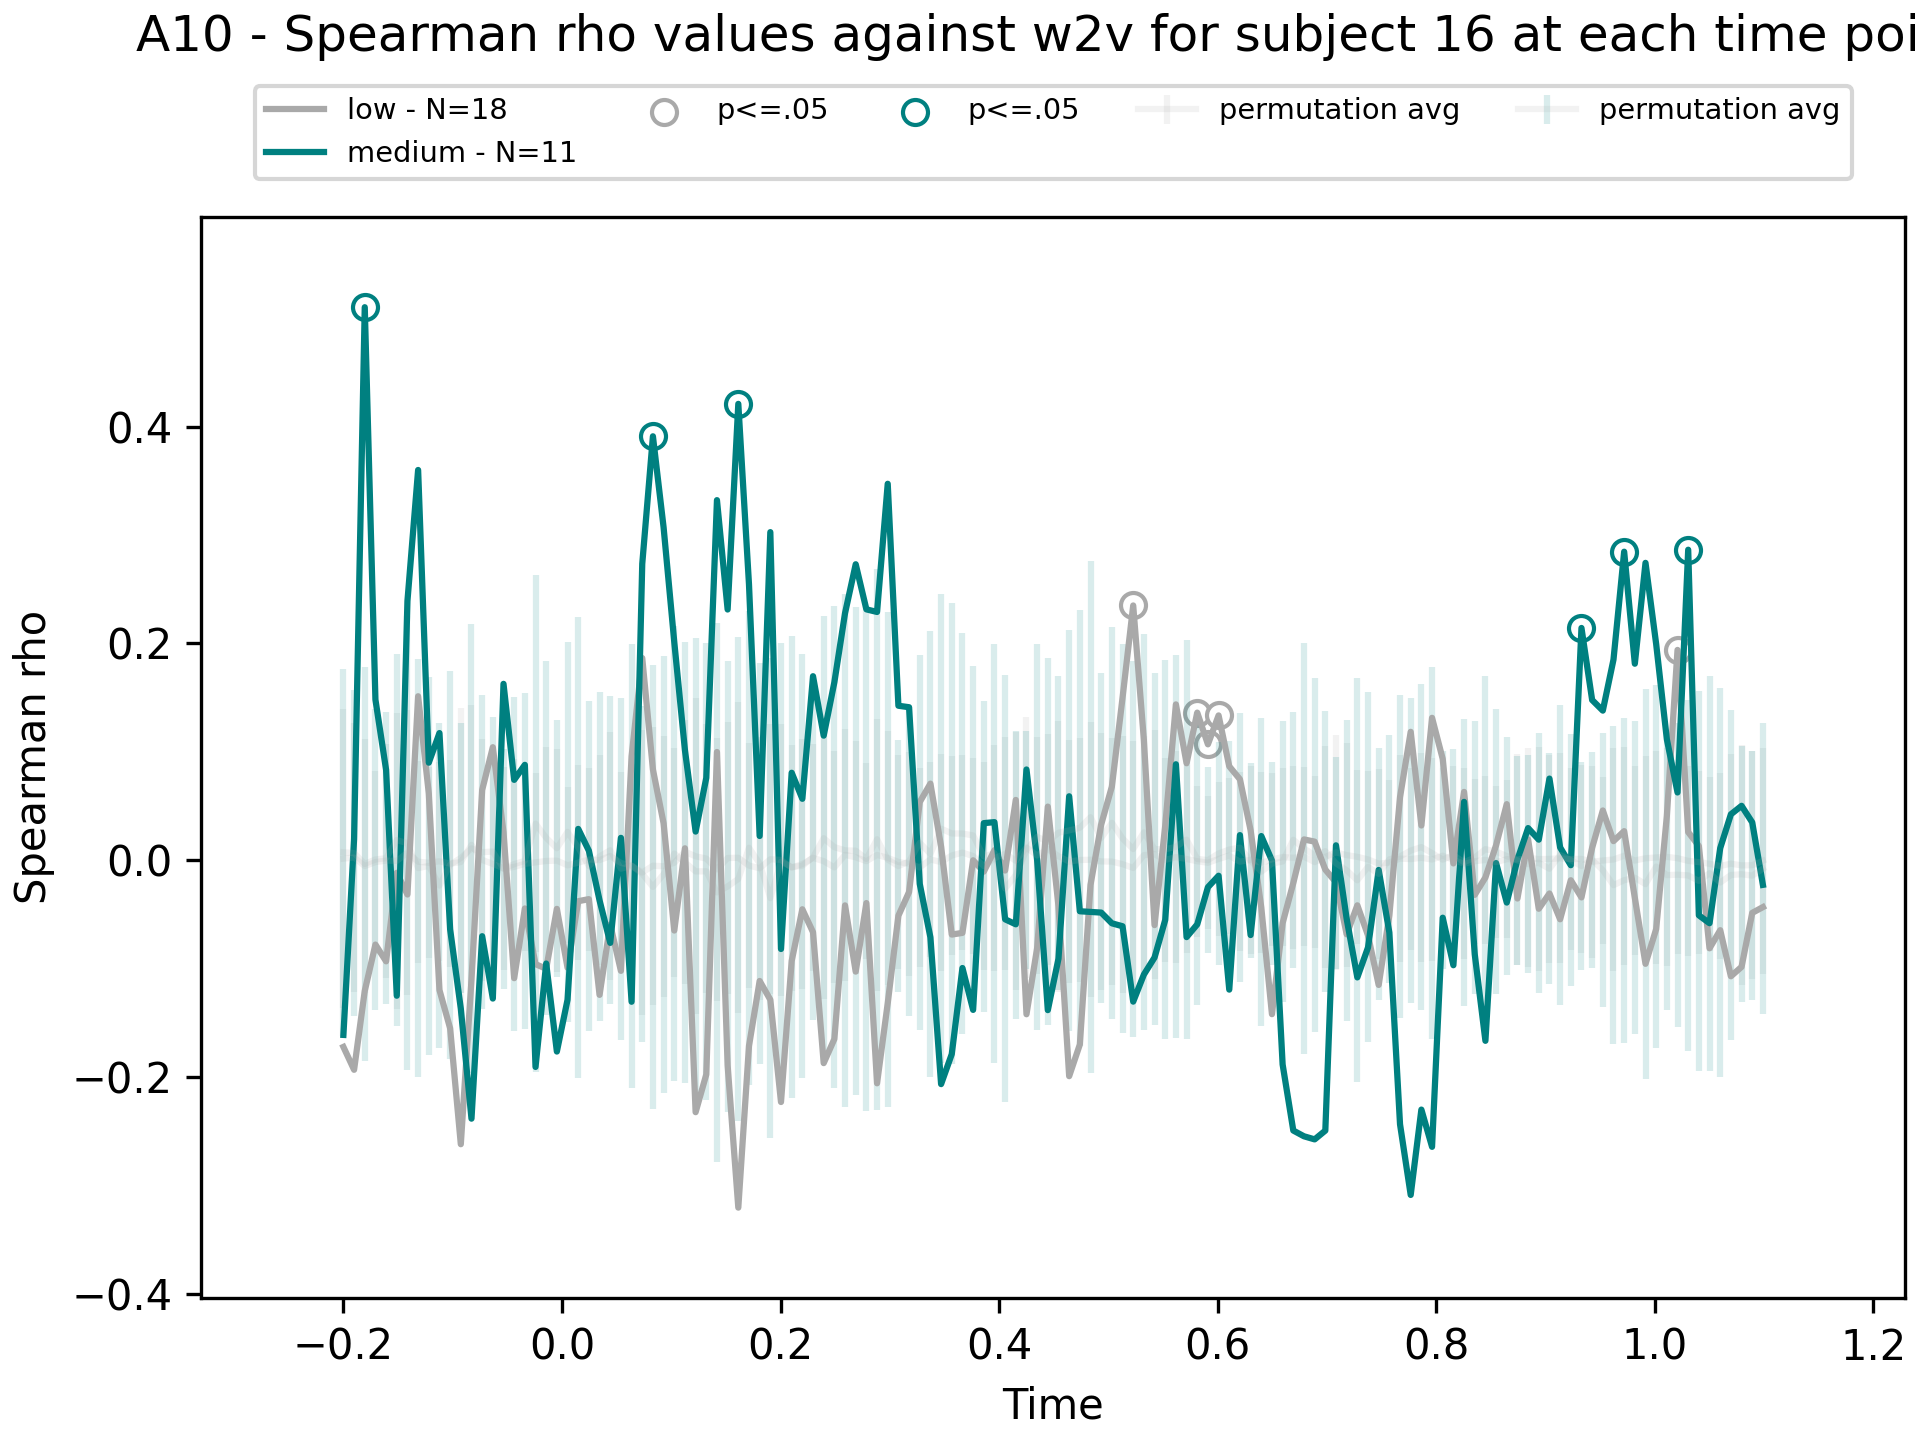 A10 - Spearman rho values against w2v for subject 16 at each time poi
low - N=18 p<=.05 p<=.05 permutation avg permutation avg
medium - N=11
Spearman rho
0.4
0.2
0.0
−0.2
−0.4
−0.2 0.0 0.2 0.4 0.6 0.8 1.0 1.2
Time